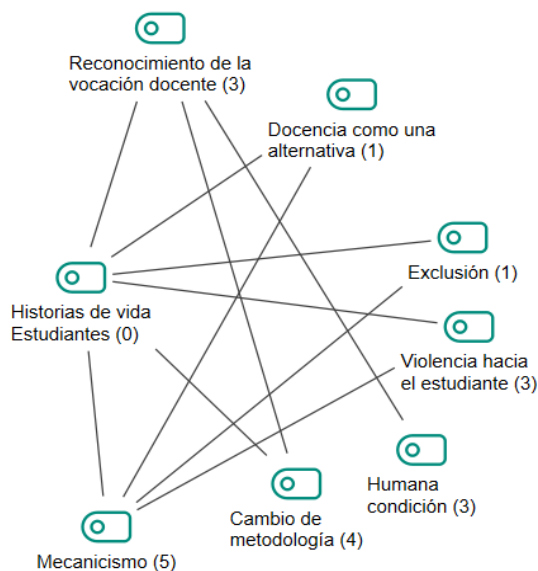 Reconocimiento de la
vocación docente (3)
Docencia como una
alternativa (1)
Exclusión (1)
Historias de vida
Estudiantes (0)
Violencia hacia
el estudiante (3)
Humana
condición (3)
Cambio de
metodología (4)
Mecanicismo (5)